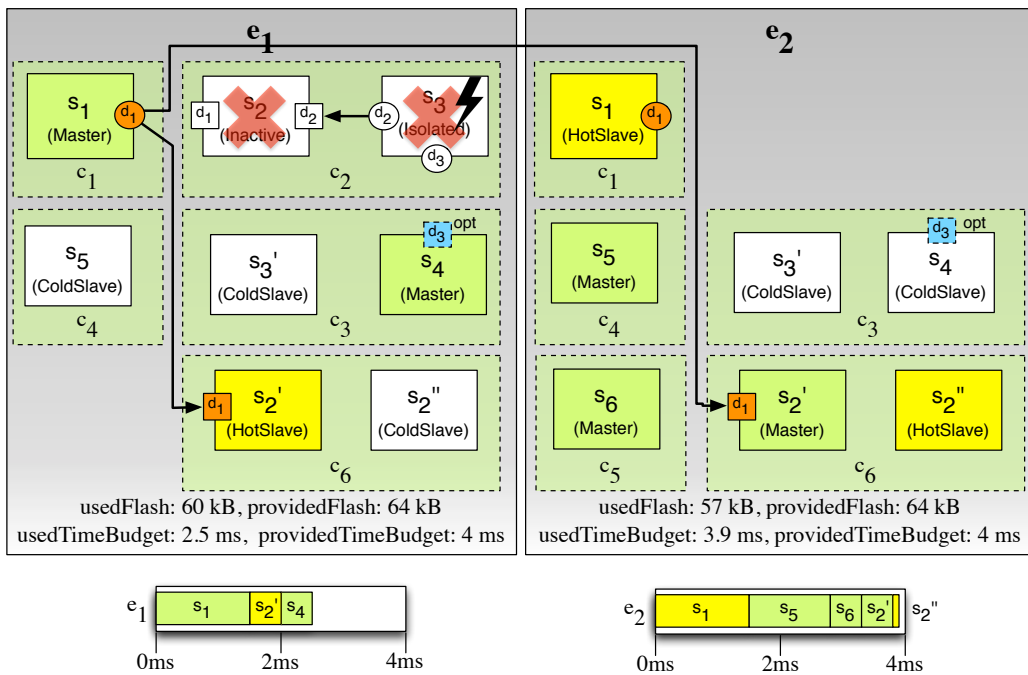 e1
e2
s1
(Master)
d1
c1
d1
s2
(Inactive)
d2
d2
s3
(Isolated)
d3
c2
s1
(HotSlave)
d1
c1
s5
(ColdSlave)
c4
s3'
(ColdSlave)
d3
opt
s4
(Master)
c3
s5
(Master)
c4
s3'
(ColdSlave)
d3
opt
s4
(ColdSlave)
c3
d1
s2'
(HotSlave)
s2''
(ColdSlave)
c6
s6
(Master)
c5
d1
s2'
(Master)
s2''
(HotSlave)
c6
usedFlash: 60 kB, providedFlash: 64 kB
usedTimeBudget: 2.5 ms, providedTimeBudget: 4 ms
usedFlash: 57 kB, providedFlash: 64 kB
usedTimeBudget: 3.9 ms, providedTimeBudget: 4 ms
e1
s1
s2'
s4
0ms
2ms
4ms
e2
s1
s5
s6
s2'
s2''
0ms
2ms
4ms